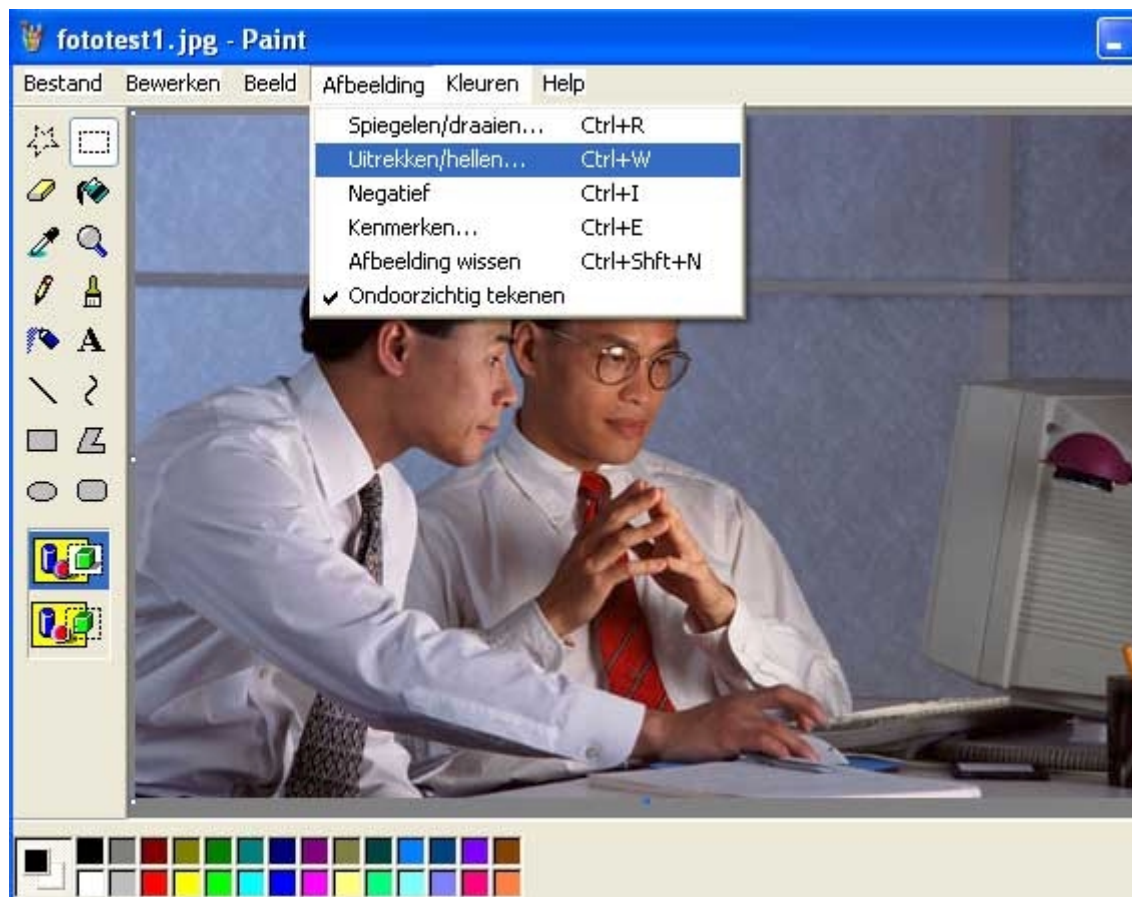 fototest1.jpg - Paint
Bestand Bewerken Beeld Afbeelding Kleuren Help
Spiegelen/draaien... Ctrl+R
Uitrekken/hellen... Ctrl+W
Negatief Ctrl+I
Kenmerken... Ctrl+E
Afbeelding wissen Ctrl+Shft+N
Ondoorzichtig tekenen
A